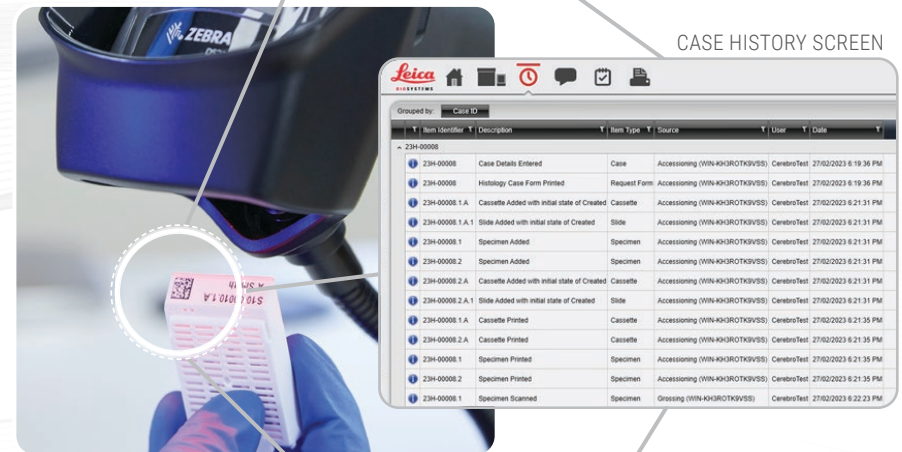 ZEBRA
CASE HISTORY SCREEN
Leica
BIOSYSTEMS
Grouped by: Case ID
Item Identifier Description Item Type Source User Date
23H-00008
23H-00008 Case Details Entered Case Accessioning (WIN-KH3ROTK9VSS) CerebroTest 27/02/2023 6:19:36 PM
23H-00008 Histology Case Form Printed Request Form Accessioning (WIN-KH3ROTK9VSS) CerebroTest 27/02/2023 6:19:36 PM
23H-00008.1.A Cassette Added with initial state of Created Cassette Accessioning (WIN-KH3ROTK9VSS) CerebroTest 27/02/2023 6:21:31 PM
23H-00008.1.A.1 Slide Added with initial state of Created Slide Accessioning (WIN-KH3ROTK9VSS) CerebroTest 27/02/2023 6:21:31 PM
23H-00008.1 Specimen Added Specimen Accessioning (WIN-KH3ROTK9VSS) CerebroTest 27/02/2023 6:21:31 PM
23H-00008.2 Specimen Added Specimen Accessioning (WIN-KH3ROTK9VSS) CerebroTest 27/02/2023 6:21:31 PM
23H-00008.2.A Cassette Added with initial state of Created Cassette Accessioning (WIN-KH3ROTK9VSS) CerebroTest 27/02/2023 6:21:31 PM
23H-00008.2.A.1 Slide Added with initial state of Created Slide Accessioning (WIN-KH3ROTK9VSS) CerebroTest 27/02/2023 6:21:31 PM
23H-00008.1.A Cassette Printed Cassette Accessioning (WIN-KH3ROTK9VSS) CerebroTest 27/02/2023 6:21:35 PM
23H-00008.2.A Cassette Printed Cassette Accessioning (WIN-KH3ROTK9VSS) CerebroTest 27/02/2023 6:21:35 PM
23H-00008.1 Specimen Printed Specimen Accessioning (WIN-KH3ROTK9VSS) CerebroTest 27/02/2023 6:21:35 PM
23H-00008.2 Specimen Printed Specimen Accessioning (WIN-KH3ROTK9VSS) CerebroTest 27/02/2023 6:21:35 PM
23H-00008.1 Specimen Scanned Specimen Grossing (WIN-KH3ROTK9VSS) CerebroTest 27/02/2023 6:22:23 PM